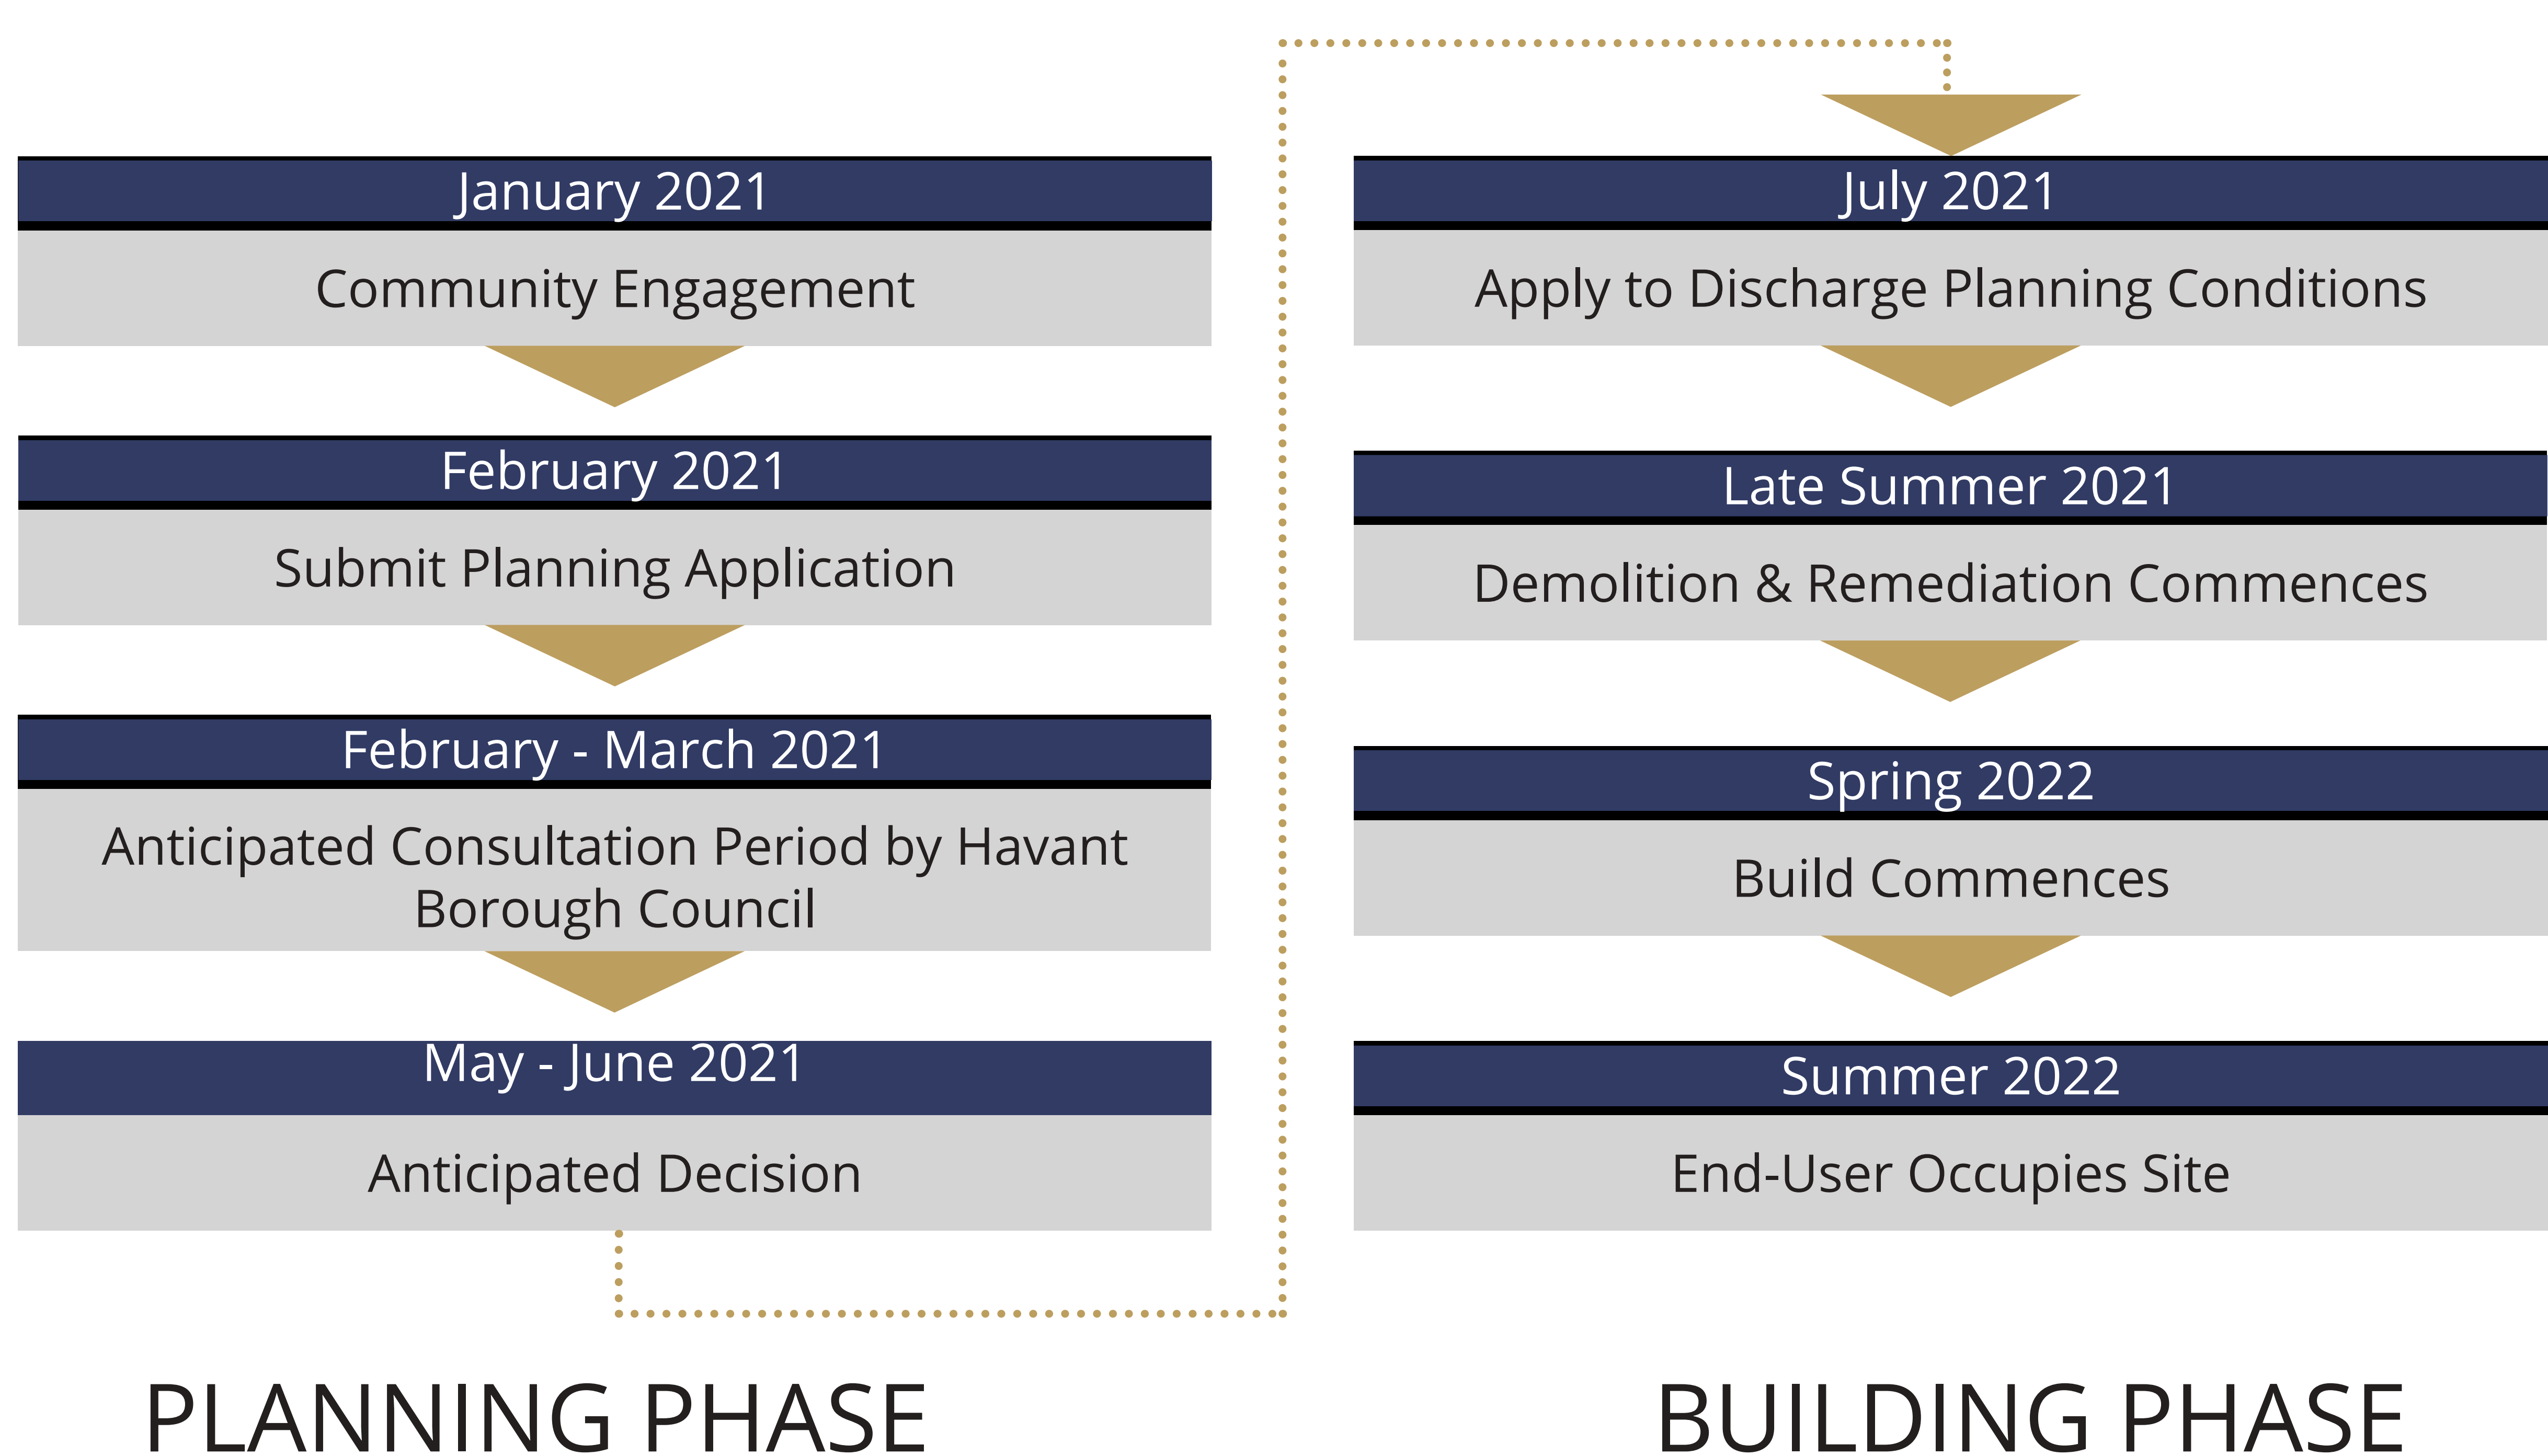 January 2021
Community Engagement
February 2021
Submit Planning Application
February - March 2021
Anticipated Consultation Period by Havant
Borough Council
May - June 2021
Anticipated Decision
PLANNING PHASE
July 2021
Apply to Discharge Planning Conditions
Late Summer 2021
Demolition & Remediation Commences
Spring 2022
Build Commences
Summer 2022
End-User Occupies Site
BUILDING PHASE